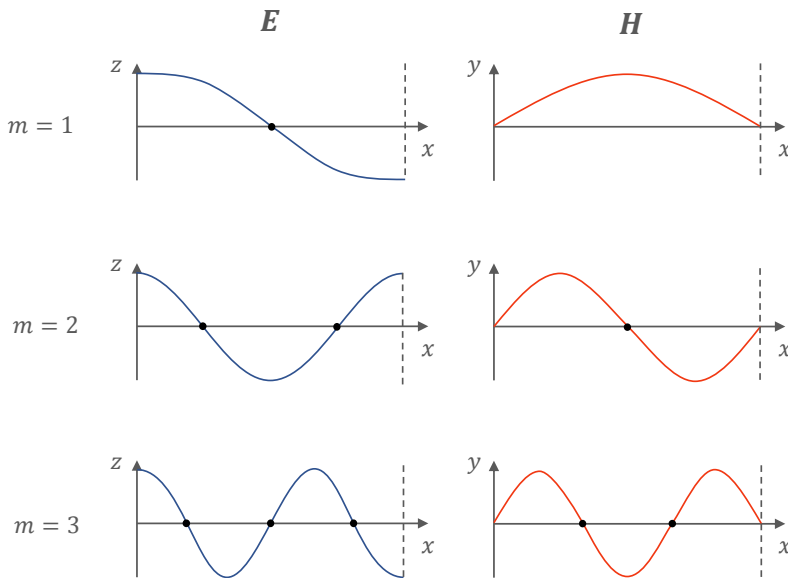 E H
z y
m = 1
x x
z y
m = 2
x x
z y
m = 3
x x